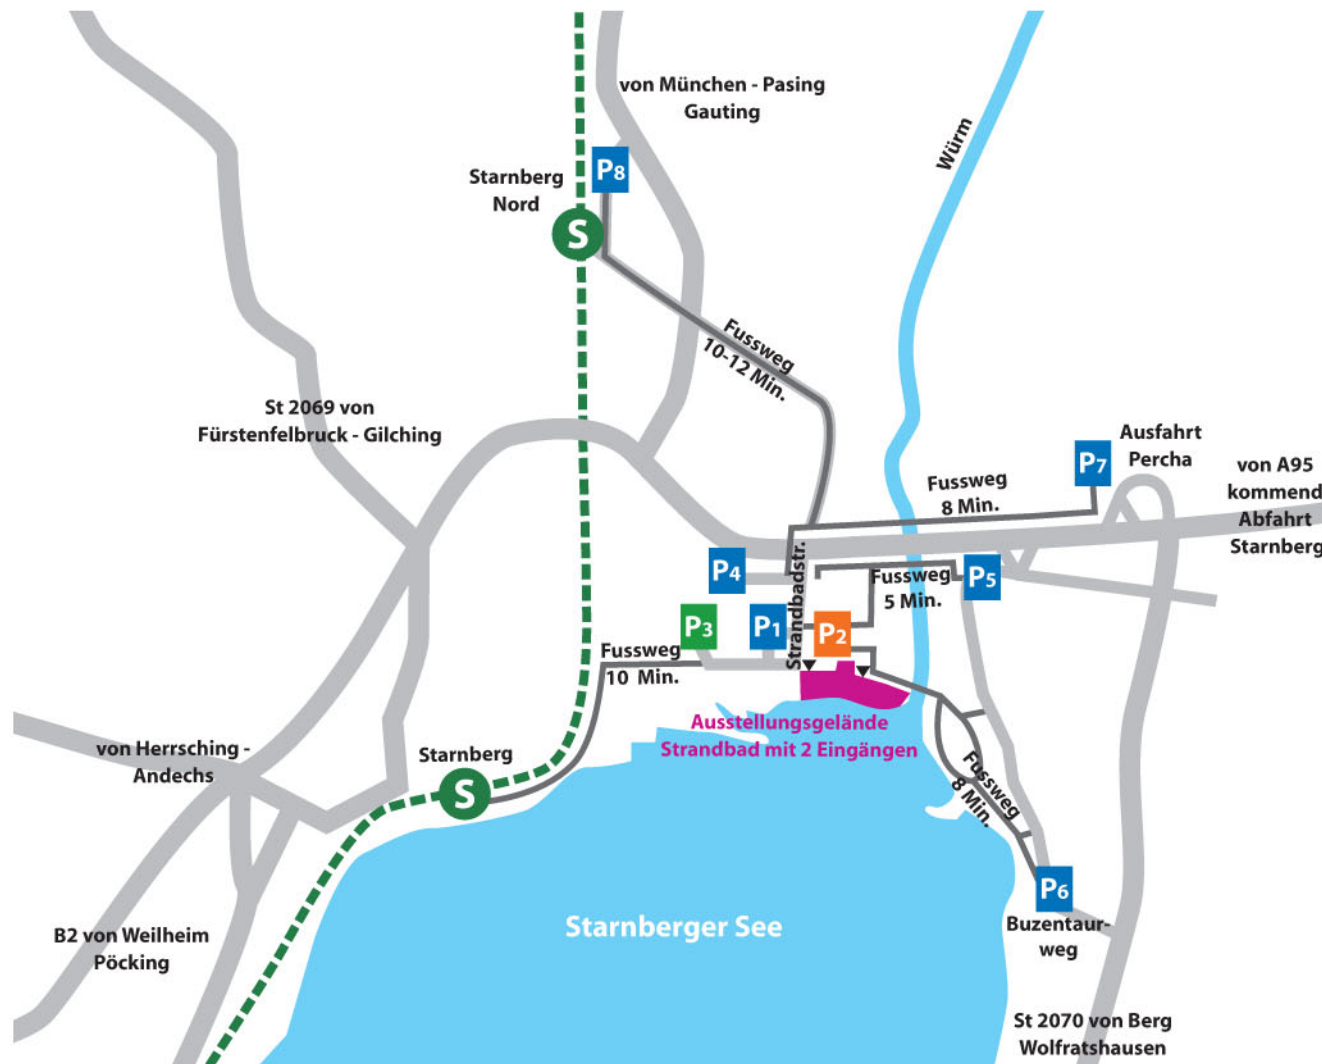 von München - Pasing
Gauting
Würm
P8
Starnberg
Nord
S
Fussweg
10-12 Min.
St 2069 von
Fürstenfelbruck - Gilching
Ausfahrt
Percha
P7
von A95
kommend
Abfahrt
Starnberg
Fussweg
8 Min.
P4
Strandbadstr.
Fussweg
5 Min.
P5
P3
P1
P2
Fussweg
10 Min.
Ausstellungsgelände
Strandbad mit 2 Eingängen
von Herrsching -
Andechs
Starnberg
S
Fussweg
8 Min.
P6
Buzentaur-
weg
Starnberger See
B2 von Weilheim
Pöcking
St 2070 von Berg
Wolfratshausen